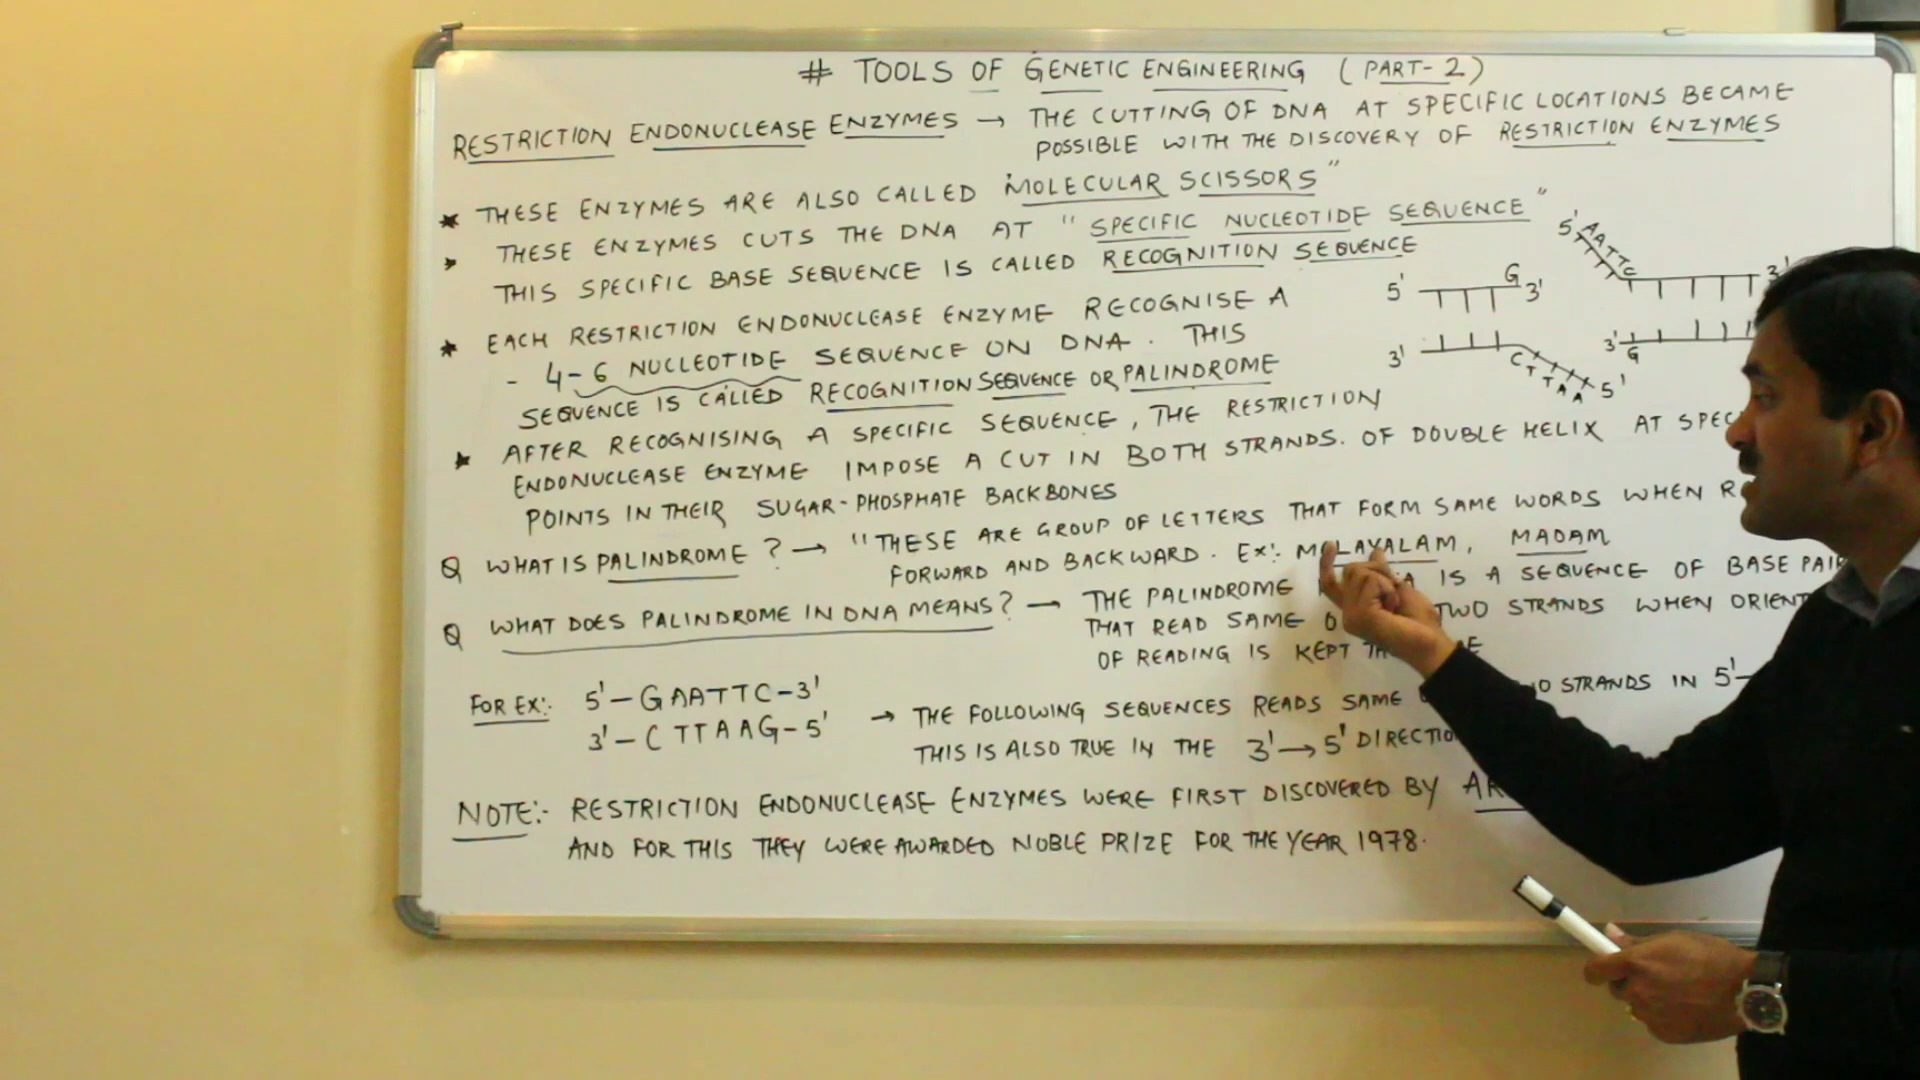 # TOOLS OF GENETIC ENGINEERING (PART-2)
RESTRICTION ENDONUCLEASE ENZYMES → THE CUTTING OF DNA AT SPECIFIC LOCATIONS BECAME
POSSIBLE WITH THE DISCOVERY OF RESTRICTION ENZYMES
★ THESE ENZYMES ARE ALSO CALLED "MOLECULAR SCISSORS"
★ THESE ENZYMES CUTS THE DNA AT "SPECIFIC NUCLEOTIDE SEQUENCE"
THIS SPECIFIC BASE SEQUENCE IS CALLED RECOGNITION SEQUENCE
★ EACH RESTRICTION ENDONUCLEASE ENZYME RECOGNISE A
- 4-6 NUCLEOTIDE SEQUENCE ON DNA. THIS
SEQUENCE IS CALLED RECOGNITION SEQUENCE OR PALINDROME
5' G 3'
3' CTTAA 5'
5' AATTC 3'
3' G
★ AFTER RECOGNISING A SPECIFIC SEQUENCE, THE RESTRICTION
ENDONUCLEASE ENZYME IMPOSE A CUT IN BOTH STRANDS. OF DOUBLE HELIX AT SPEC
POINTS IN THEIR SUGAR-PHOSPHATE BACKBONES
Q WHAT IS PALINDROME? → "THESE ARE GROUP OF LETTERS THAT FORM SAME WORDS WHEN R
FORWARD AND BACKWARD. EX:. LAYALAM, MADAM
Q WHAT DOES PALINDROME IN DNA MEANS? → THE PALINDROME IS A SEQUENCE OF BASE PAIR
THAT READ SAME TWO STRANDS WHEN ORIENT
OF READING IS KEPT
FOR EX:. 5'-GAATTC-3'
3'-CTTAAG-5'
→ THE FOLLOWING SEQUENCES READS SAME STRANDS IN 5'-
THIS IS ALSO TRUE IN THE 3'→5' DIRECTIO
NOTE:- RESTRICTION ENDONUCLEASE ENZYMES WERE FIRST DISCOVERED BY AR
AND FOR THIS THEY WERE AWARDED NOBLE PRIZE FOR THE YEAR 1978.